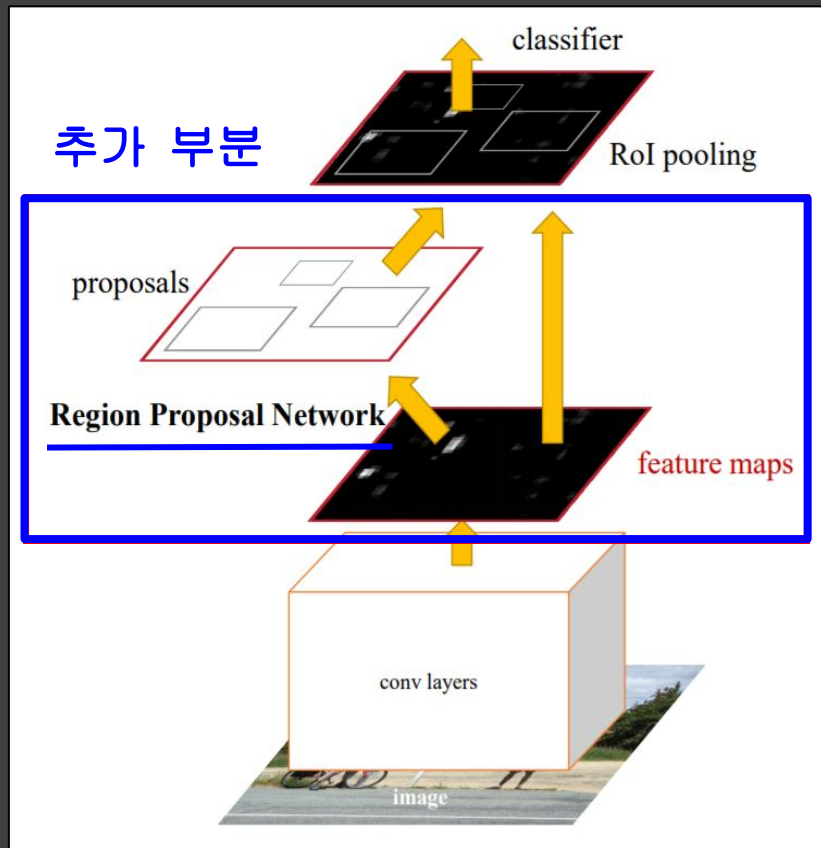 classifier
추가 부분
RoI pooling
proposals
Region Proposal Network
feature maps
conv layers
image